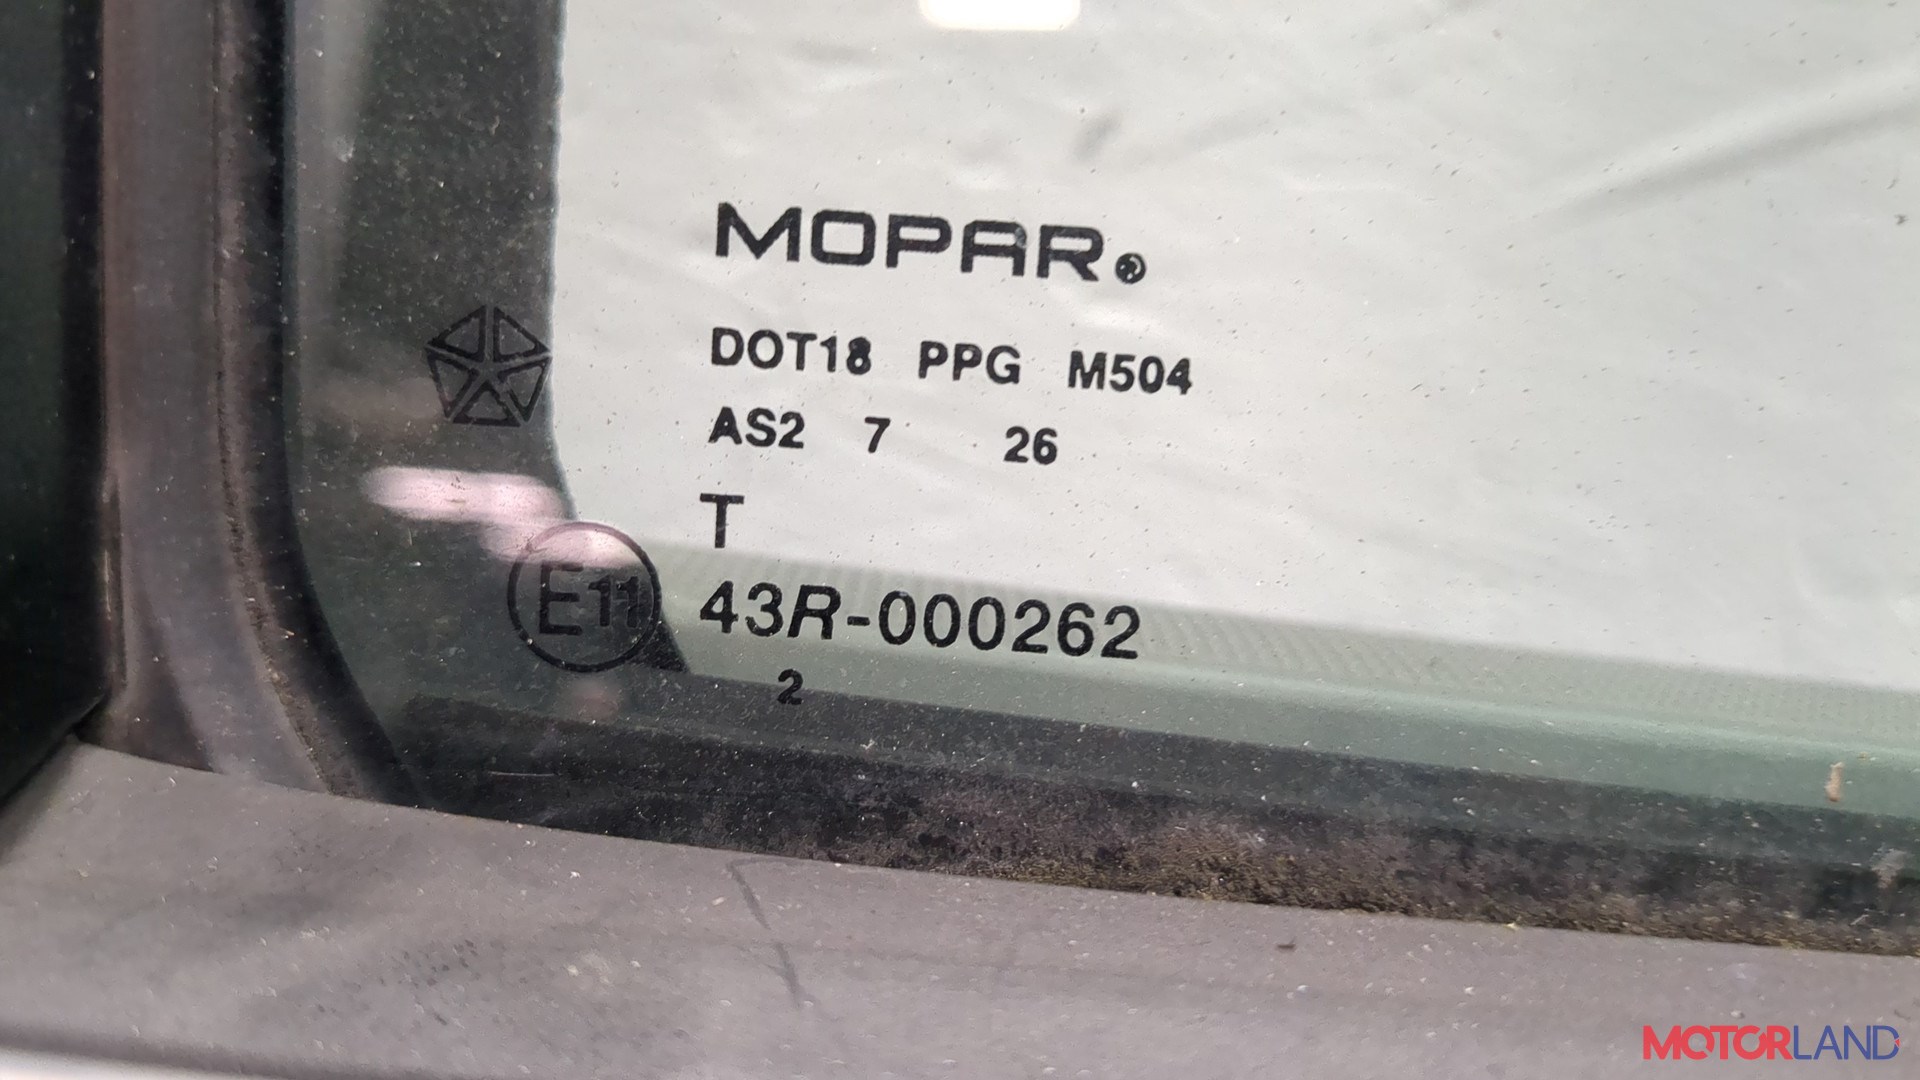 MOPAR®
DOT18 PPG M504
AS2 7 26
T
E11 43R-000262
2
MOTORLAND